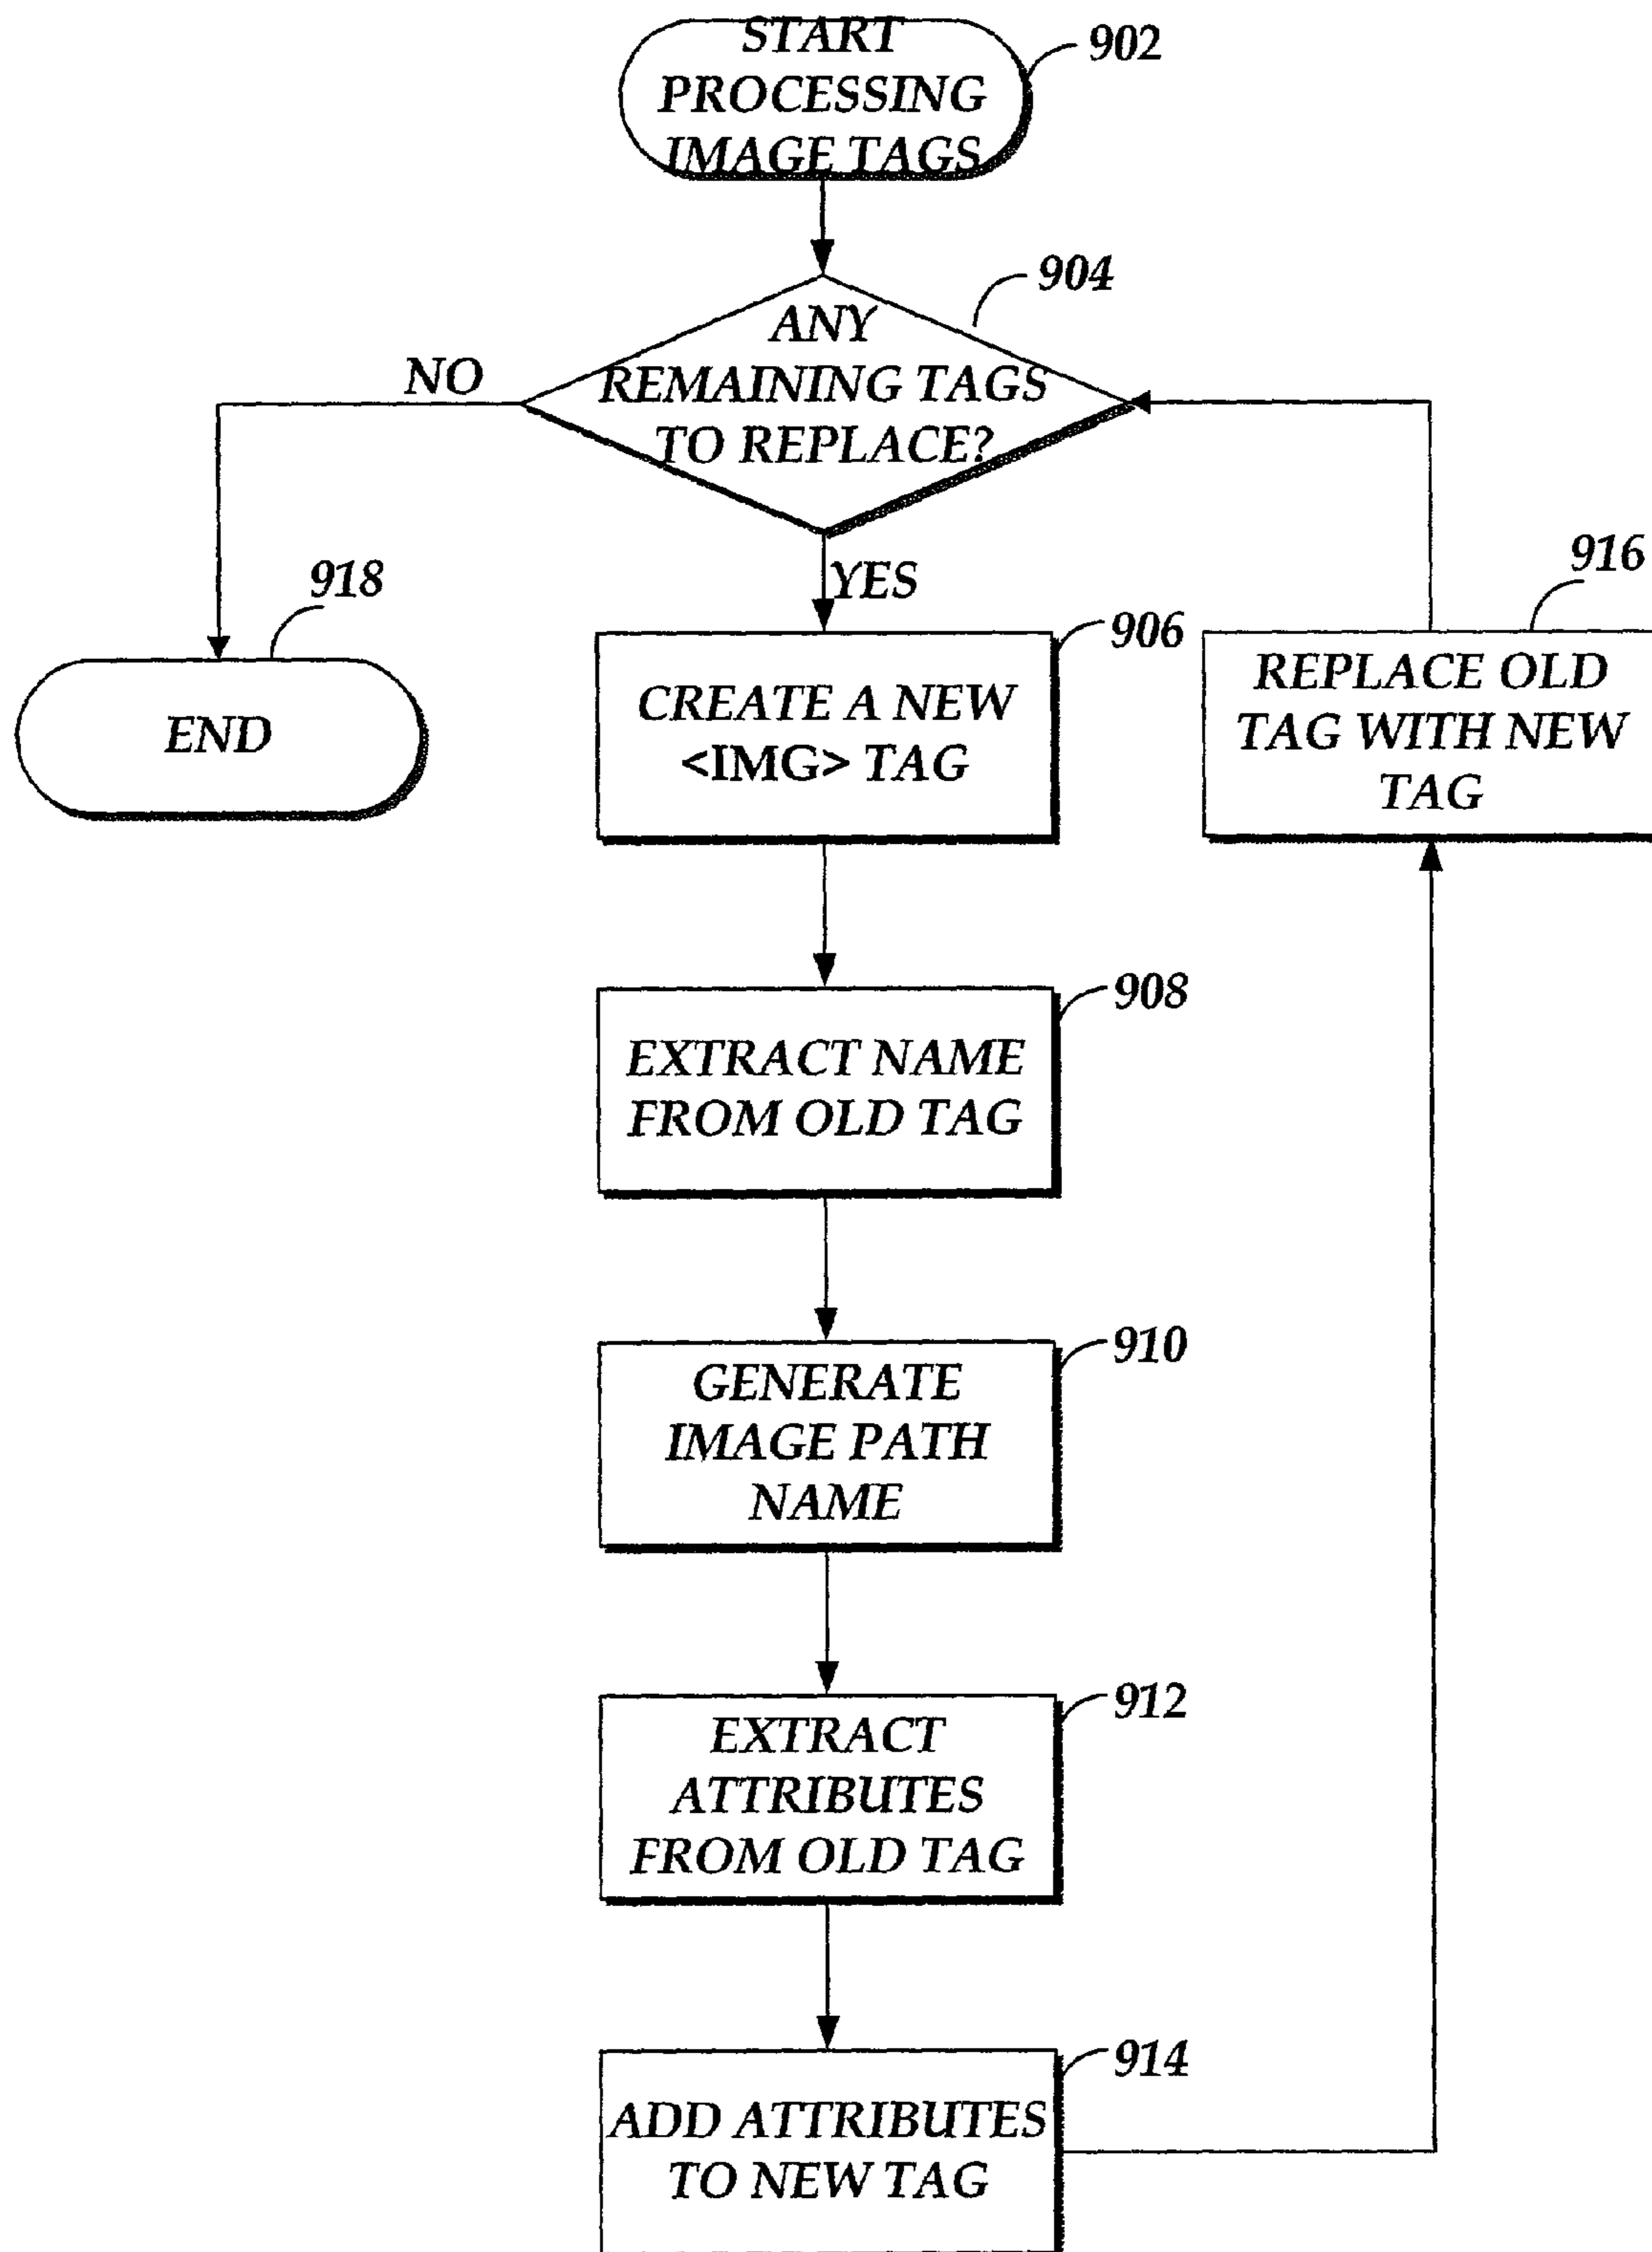 START
PROCESSING
IMAGE TAGS
902
904
ANY
REMAINING TAGS
TO REPLACE?
NO
YES
918
END
906
CREATE A NEW
<IMG> TAG
916
REPLACE OLD
TAG WITH NEW
TAG
908
EXTRACT NAME
FROM OLD TAG
910
GENERATE
IMAGE PATH
NAME
912
EXTRACT
ATTRIBUTES
FROM OLD TAG
914
ADD ATTRIBUTES
TO NEW TAG